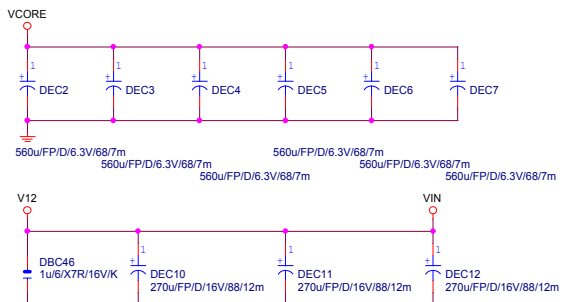 VCORE
1 1 1 1 1 1
+ DEC2 + DEC3 + DEC4 + DEC5 + DEC6 + DEC7
560u/FP/D/6.3V/68/7m 560u/FP/D/6.3V/68/7m
560u/FP/D/6.3V/68/7m 560u/FP/D/6.3V/68/7m
560u/FP/D/6.3V/68/7m 560u/FP/D/6.3V/68/7m
V12 VIN
1 1 1
DBC46
1u/6/X7R/16V/K
+ DEC10 + DEC11 + DEC12
270u/FP/D/16V/88/12m 270u/FP/D/16V/88/12m 270u/FP/D/16V/88/12m